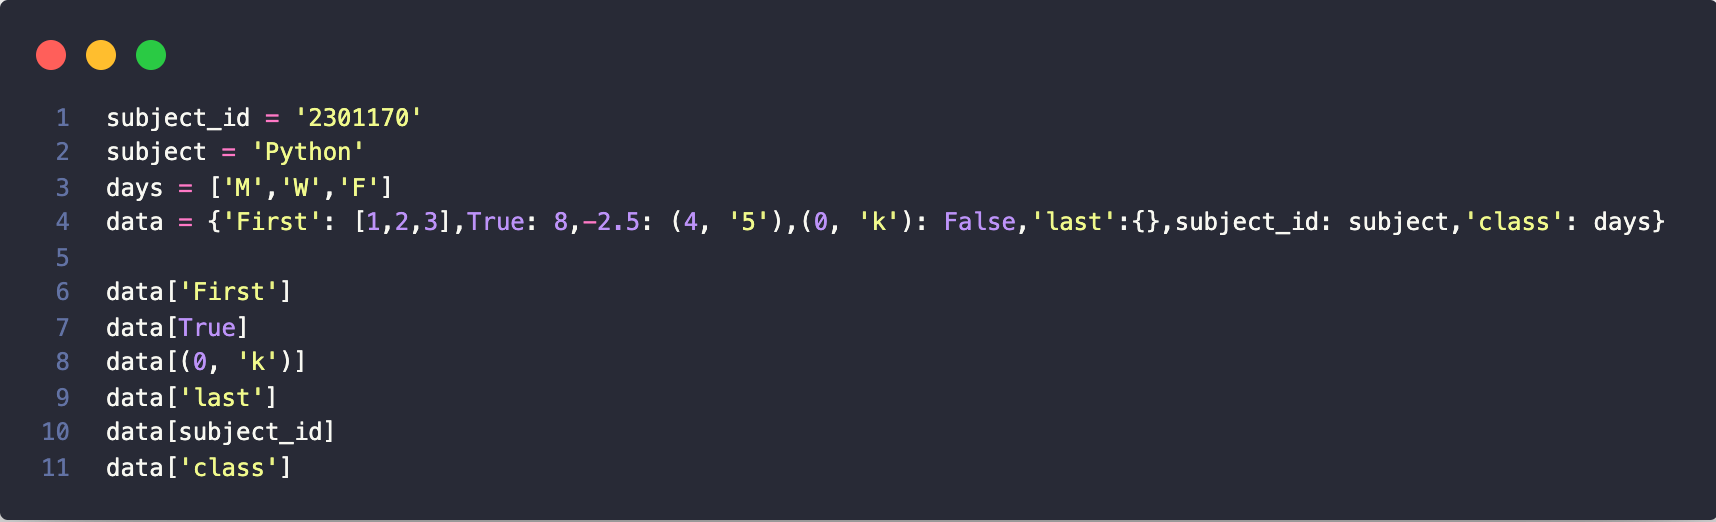 1 subject_id = '2301170'
2 subject = 'Python'
3 days = ['M','W','F']
4 data = {'First': [1,2,3],True: 8,-2.5: (4, '5'),(0, 'k'): False,'last':{},subject_id: subject,'class': days}
5
6 data['First']
7 data[True]
8 data[(0, 'k')]
9 data['last']
10 data[subject_id]
11 data['class']